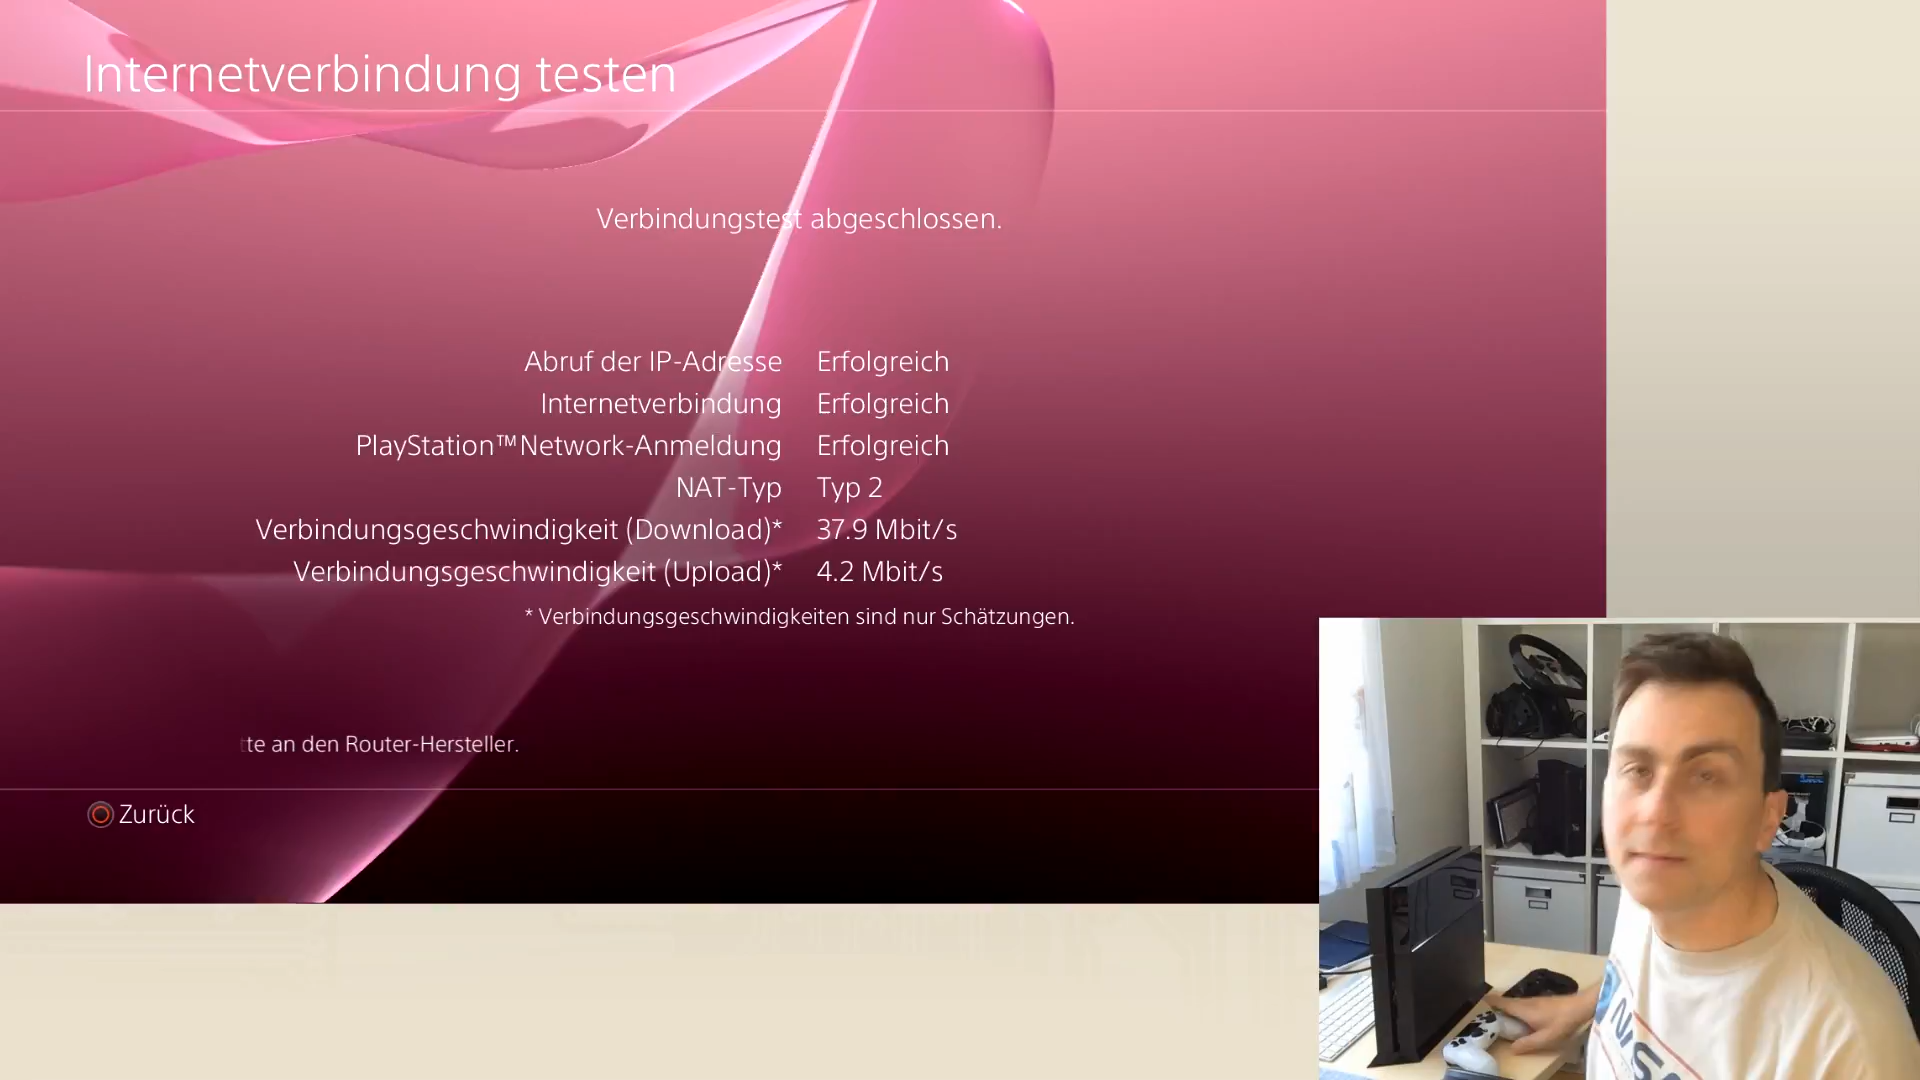 Internetverbindung testen
Verbindungstest abgeschlossen.
Abruf der IP-Adresse Erfolgreich
Internetverbindung Erfolgreich
PlayStation™Network-Anmeldung Erfolgreich
NAT-Typ Typ 2
Verbindungsgeschwindigkeit (Download)* 37.9 Mbit/s
Verbindungsgeschwindigkeit (Upload)* 4.2 Mbit/s
* Verbindungsgeschwindigkeiten sind nur Schätzungen.
tte an den Router-Hersteller.
Zurück